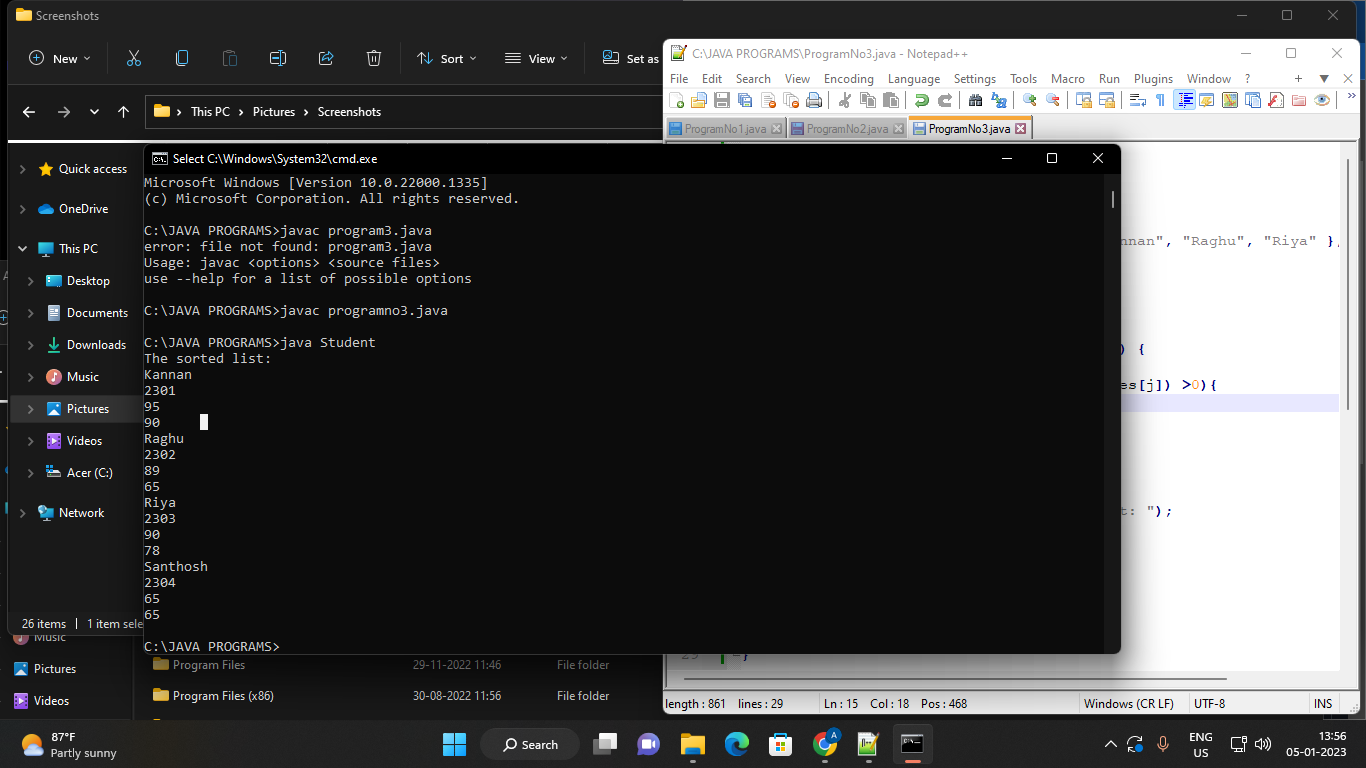 Screenshots
New
Sort
View
Set as
This PC > Pictures > Screenshots
Quick access
OneDrive
This PC
Desktop
Documents
Downloads
Music
Pictures
Videos
Acer (C:)
Network
26 items
1 item sele
Music
Pictures
Videos
Program Files 29-11-2022 11:46 File folder
Program Files (x86) 30-08-2022 11:56 File folder
C:\JAVA PROGRAMS\ProgramNo3.java - Notepad++
File Edit Search View Encoding Language Settings Tools Macro Run Plugins Window ?
ProgramNo1.java ProgramNo2.java ProgramNo3.java
nnan", "Raghu", "Riya" },
) {
es[j]) >0){
t: ");
29 }
length : 861 lines : 29 Ln : 15 Col : 18 Pos : 468 Windows (CR LF) UTF-8 INS
Select C:\Windows\System32\cmd.exe
Microsoft Windows [Version 10.0.22000.1335]
(c) Microsoft Corporation. All rights reserved.
C:\JAVA PROGRAMS>javac program3.java
error: file not found: program3.java
Usage: javac <options> <source files>
use --help for a list of possible options
C:\JAVA PROGRAMS>javac programno3.java
C:\JAVA PROGRAMS>java Student
The sorted list:
Kannan
2301
95
90
Raghu
2302
89
65
Riya
2303
90
78
Santhosh
2304
65
65
C:\JAVA PROGRAMS>
87°F
Partly sunny
Search
A
ENG
US
13:56
05-01-2023